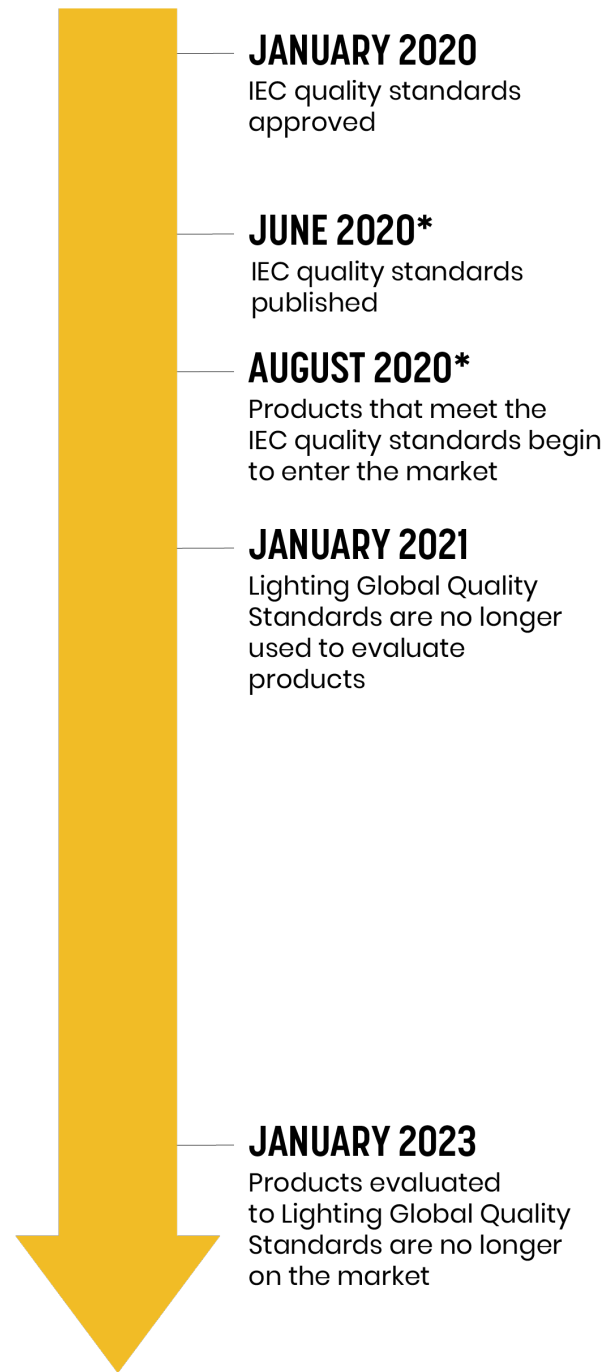 JANUARY 2020
IEC quality standards
approved
JUNE 2020*
IEC quality standards
published
AUGUST 2020*
Products that meet the
IEC quality standards begin
to enter the market
JANUARY 2021
Lighting Global Quality
Standards are no longer
used to evaluate
products
JANUARY 2023
Products evaluated
to Lighting Global Quality
Standards are no longer
on the market